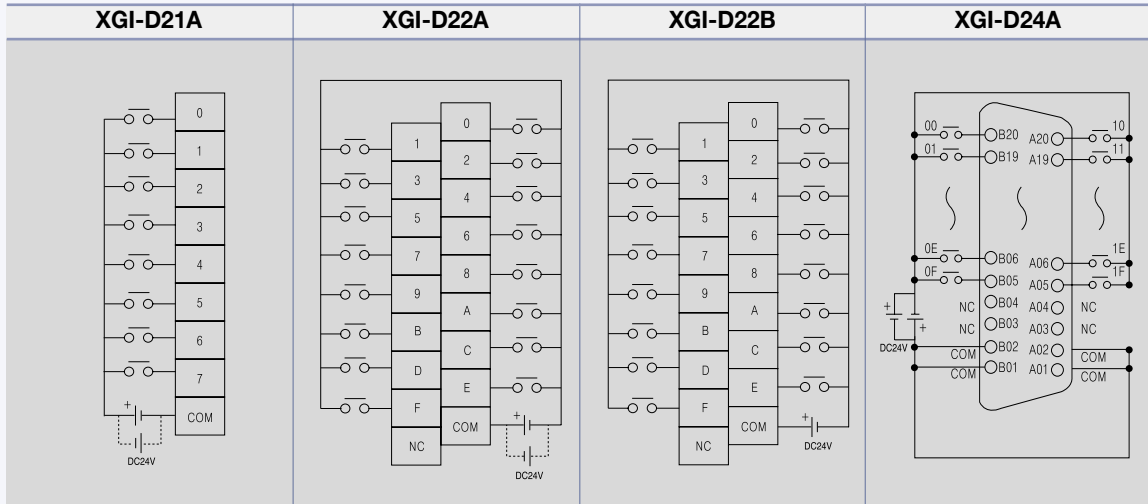 XGI-D21A
XGI-D22A
XGI-D22B
XGI-D24A
0
1
2
3
4
5
6
7
COM
+
DC24V
0
1
2
3
4
5
6
7
8
9
A
B
C
D
E
F
COM
NC
+
DC24V
0
1
2
3
4
5
6
7
8
9
A
B
C
D
E
F
COM
NC
+
DC24V
00 B20 A20 10
01 B19 A19 11
0E B06 A06 1E
0F B05 A05 1F
NC B04 A04 NC
NC B03 A03 NC
+
+
DC24V
COM B02 A02 COM
COM B01 A01 COM